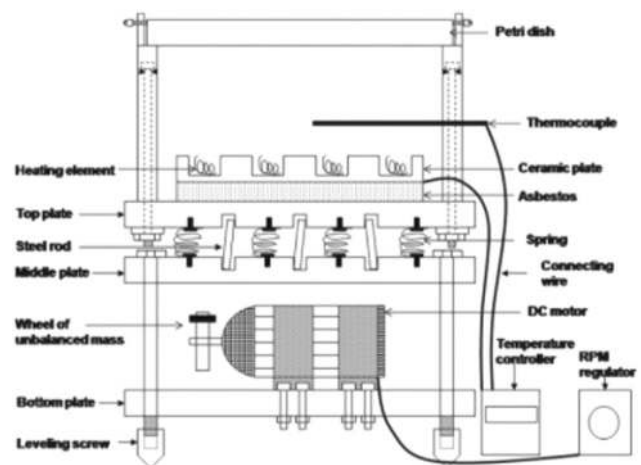 Petri dish
Thermocouple
Heating element
Ceramic plate
Asbestos
Top plate
Steel rod
Spring
Middle plate
Connecting
wire
DC motor
Wheel of
unbalanced mass
Temperature
controller
RPM
regulator
Bottom plate
Leveling screw